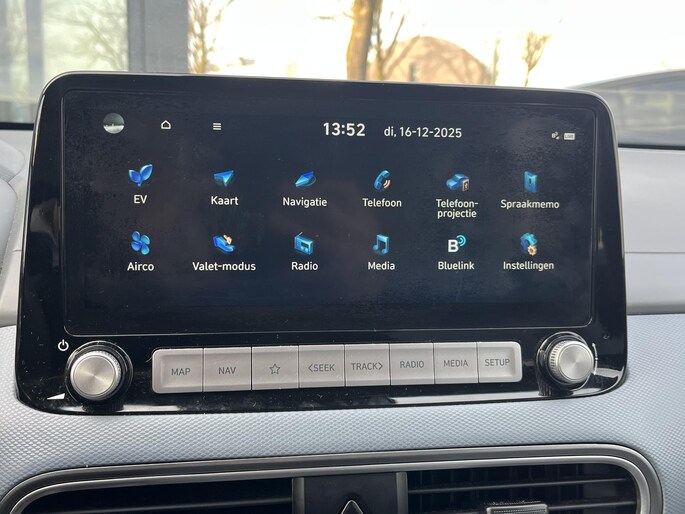 13:52 di, 16-12-2025
EV
Kaart
Navigatie
Telefoon
Telefoon-
projectie
Spraakmemo
Airco
Valet-modus
Radio
Media
Bluelink
Instellingen
MAP
NAV
<SEEK
TRACK>
RADIO
MEDIA
SETUP